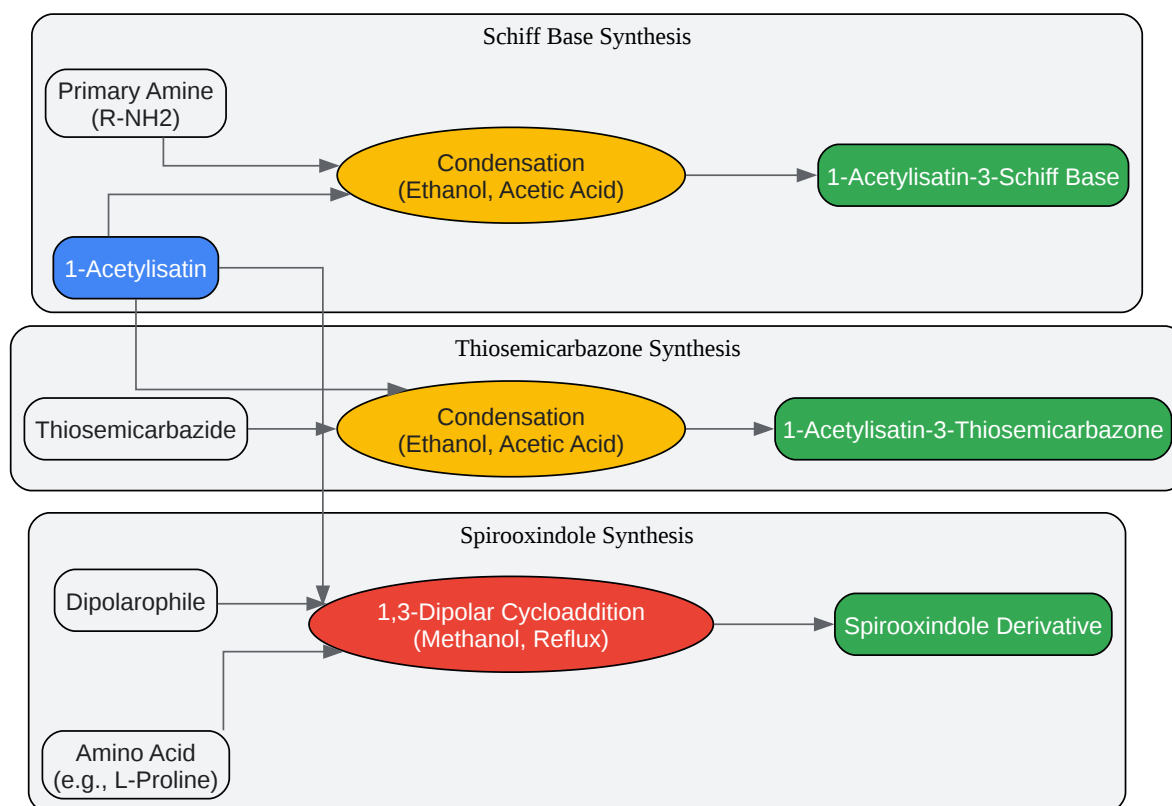 Schiff Base Synthesis
Primary Amine
(R-NH2)
Condensation
(Ethanol, Acetic Acid)
1-Acetylisatin-3-Schiff Base
1-Acetylisatin
Thiosemicarbazone Synthesis
Thiosemicarbazide
Condensation
(Ethanol, Acetic Acid)
1-Acetylisatin-3-Thiosemicarbazone
Spirooxindole Synthesis
Dipolarophile
1,3-Dipolar Cycloaddition
(Methanol, Reflux)
Spirooxindole Derivative
Amino Acid
(e.g., L-Proline)